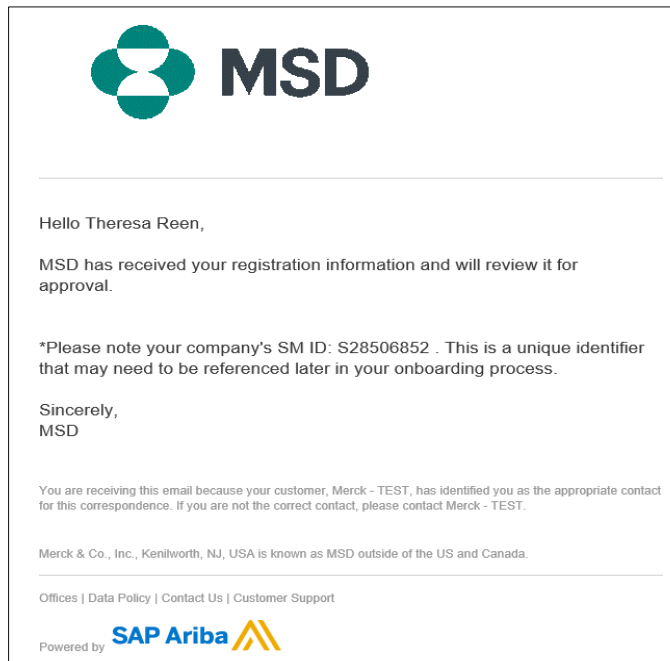 MSD
Hello Theresa Reen,
MSD has received your registration information and will review it for
approval.
*Please note your company's SM ID: S28506852 . This is a unique identifier
that may need to be referenced later in your onboarding process.
Sincerely,
MSD
You are receiving this email because your customer, Merck - TEST, has identified you as the appropriate contact
for this correspondence. If you are not the correct contact, please contact Merck - TEST.
Merck & Co., Inc., Kenilworth, NJ, USA is known as MSD outside of the US and Canada.
Offices | Data Policy | Contact Us | Customer Support
Powered by SAP Ariba